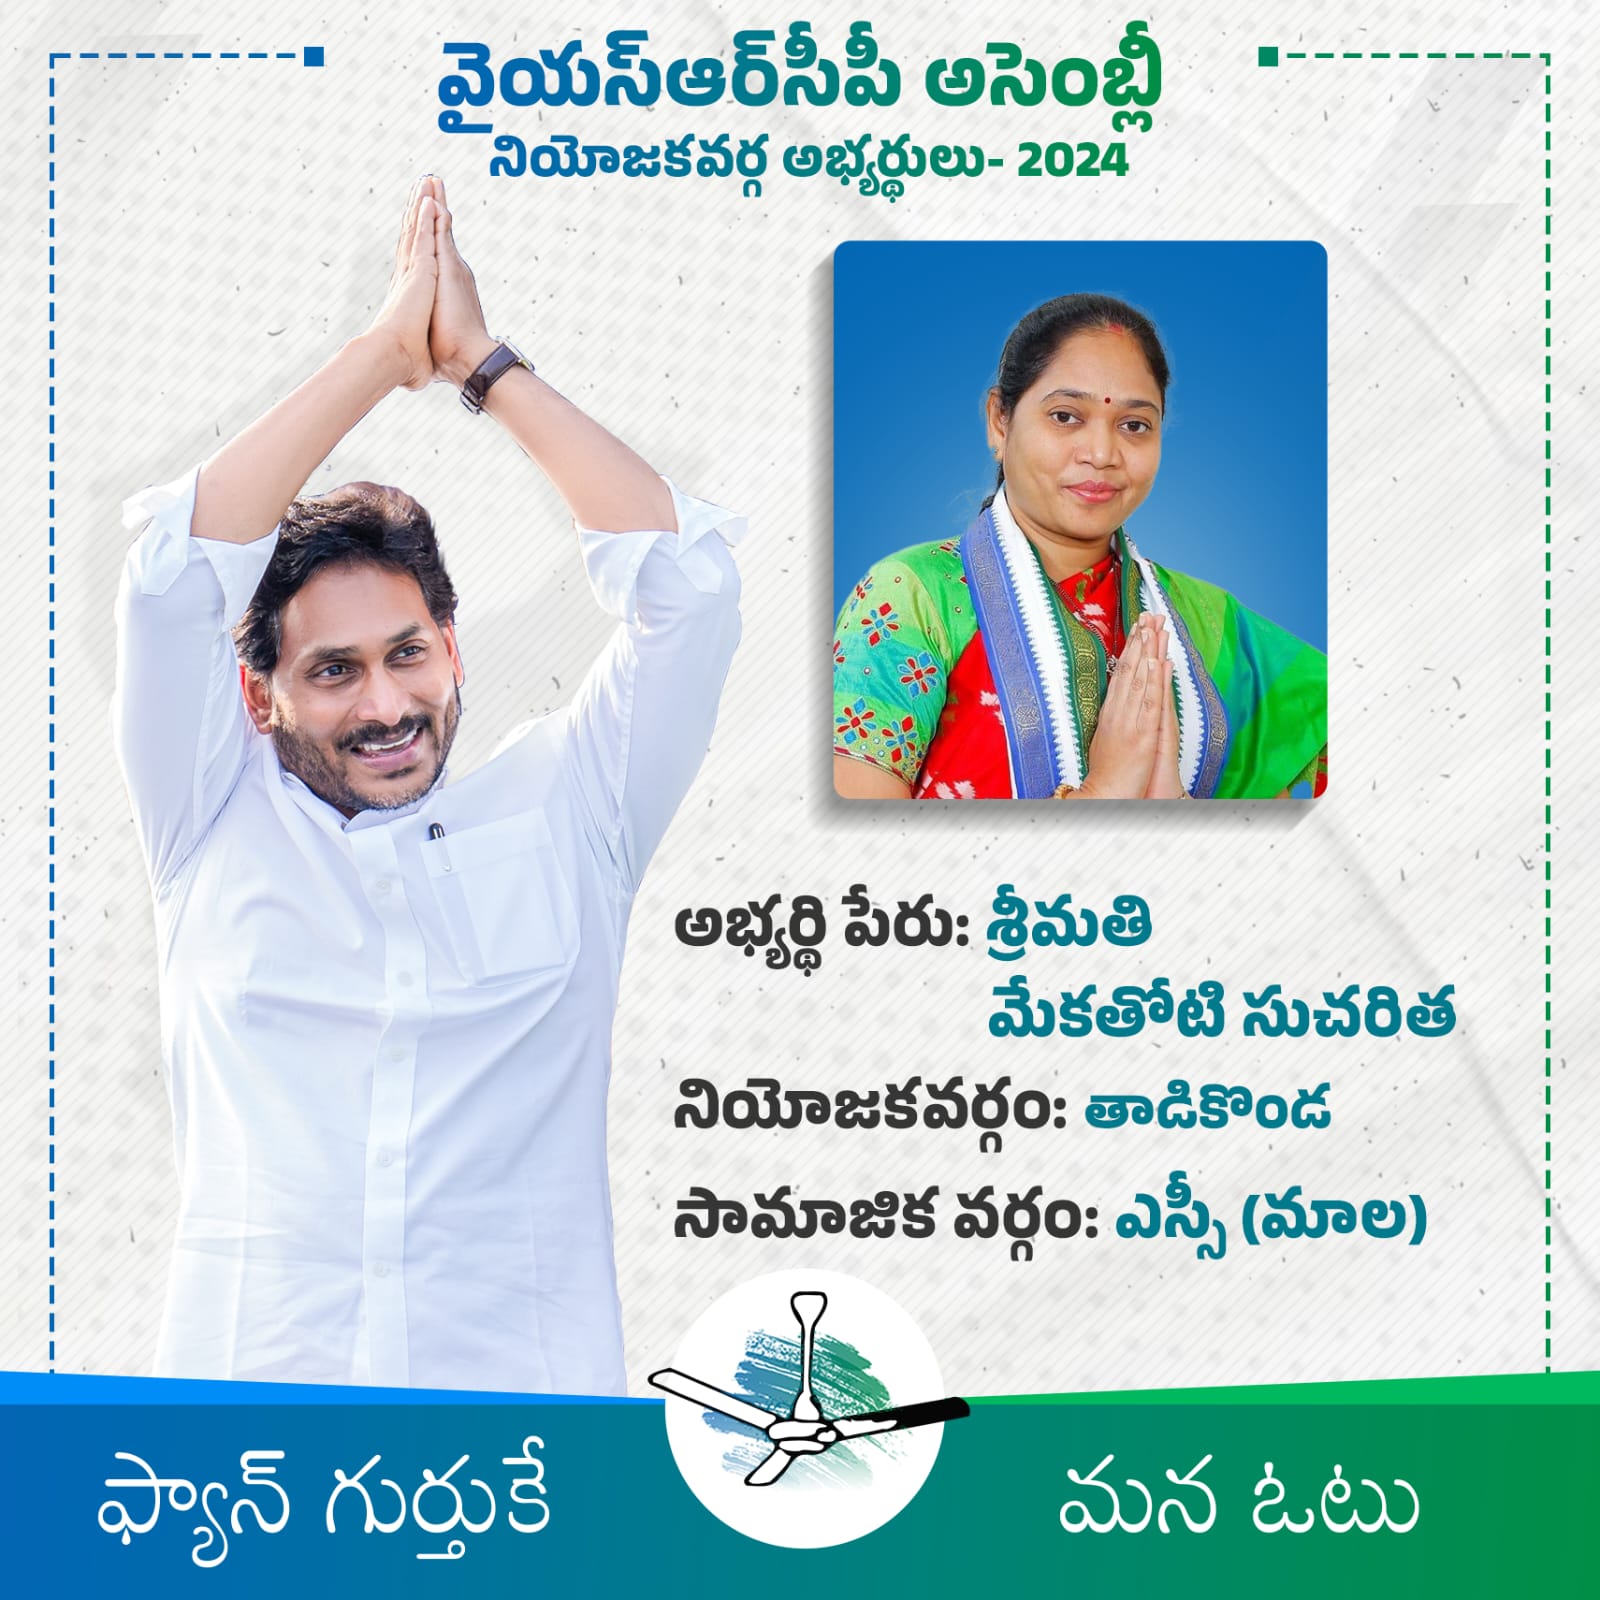 వైయస్ఆర్‌సీపీ అసెంబ్లీ
నియోజకవర్గ అభ్యర్థులు- 2024
అభ్యర్థి పేరు: శ్రీమతి
మేకతోటి సుచరిత
నియోజకవర్గం: తాడికొండ
సామాజిక వర్గం: ఎస్సీ (మాల)
ఫ్యాన్ గుర్తుకే మన ఓటు